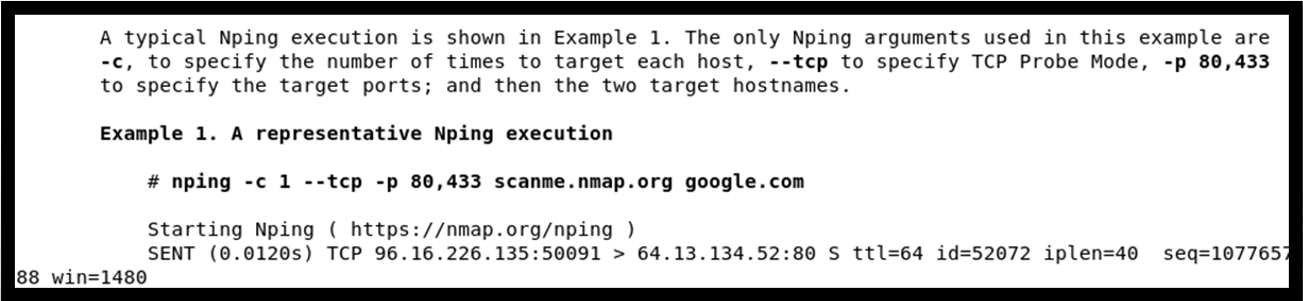 A typical Nping execution is shown in Example 1. The only Nping arguments used in this example are
-c, to specify the number of times to target each host, --tcp to specify TCP Probe Mode, -p 80,433
to specify the target ports; and then the two target hostnames.
Example 1. A representative Nping execution
# nping -c 1 --tcp -p 80,433 scanme.nmap.org google.com
Starting Nping ( https://nmap.org/nping )
SENT (0.0120s) TCP 96.16.226.135:50091 > 64.13.134.52:80 S ttl=64 id=52072 iplen=40  seq=1077657
88 win=1480